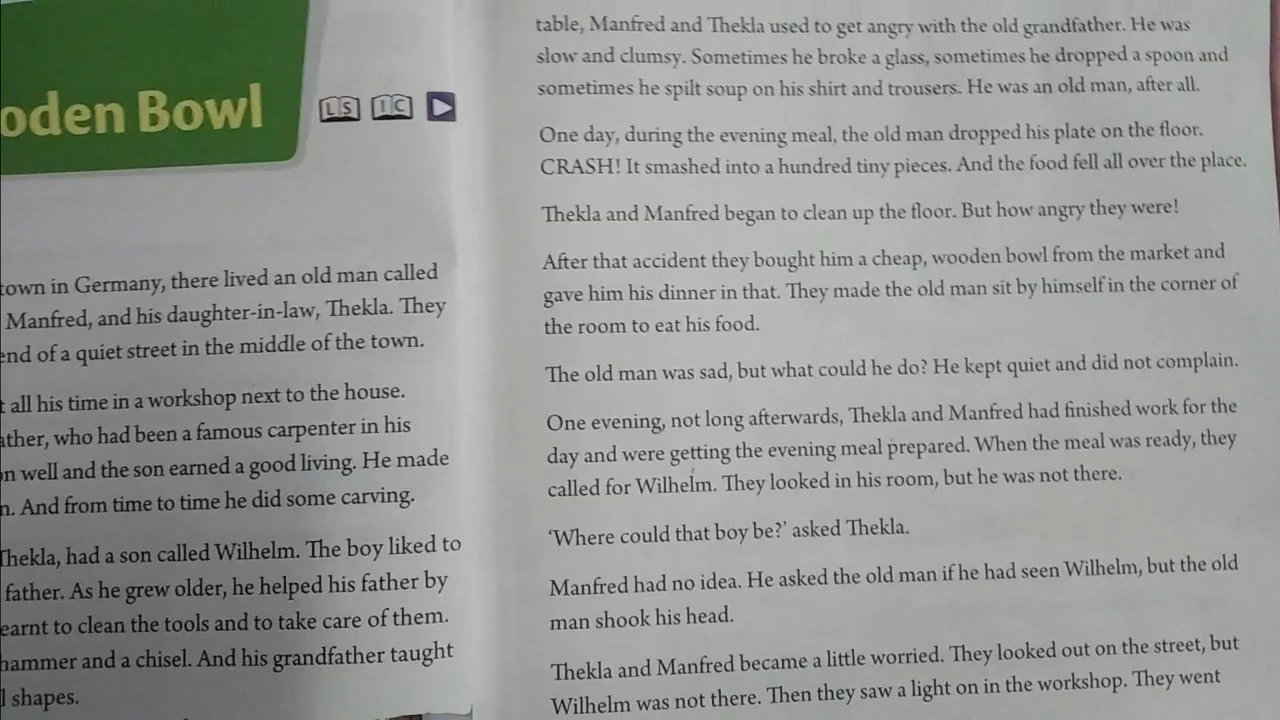 oden Bowl
LS IC
town in Germany, there lived an old man called
Manfred, and his daughter-in-law, Thekla. They
end of a quiet street in the middle of the town.
t all his time in a workshop next to the house.
ather, who had been a famous carpenter in his
n well and the son earned a good living. He made
n. And from time to time he did some carving.
Thekla, had a son called Wilhelm. The boy liked to
father. As he grew older, he helped his father by
earnt to clean the tools and to take care of them.
hammer and a chisel. And his grandfather taught
l shapes.
table, Manfred and Thekla used to get angry with the old grandfather. He was
slow and clumsy. Sometimes he broke a glass, sometimes he dropped a spoon and
sometimes he spilt soup on his shirt and trousers. He was an old man, after all.
One day, during the evening meal, the old man dropped his plate on the floor.
CRASH! It smashed into a hundred tiny pieces. And the food fell all over the place.
Thekla and Manfred began to clean up the floor. But how angry they were!
After that accident they bought him a cheap, wooden bowl from the market and
gave him his dinner in that. They made the old man sit by himself in the corner of
the room to eat his food.
The old man was sad, but what could he do? He kept quiet and did not complain.
One evening, not long afterwards, Thekla and Manfred had finished work for the
day and were getting the evening meal prepared. When the meal was ready, they
called for Wilhelm. They looked in his room, but he was not there.
‘Where could that boy be?’ asked Thekla.
Manfred had no idea. He asked the old man if he had seen Wilhelm, but the old
man shook his head.
Thekla and Manfred became a little worried. They looked out on the street, but
Wilhelm was not there. Then they saw a light on in the workshop. They went